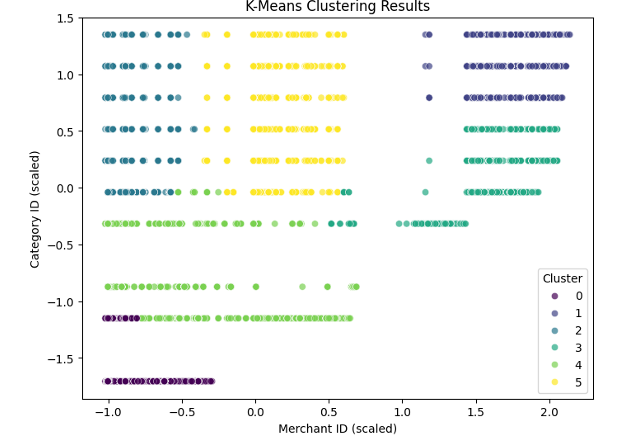 K-Means Clustering Results
1.5
1.0
0.5
0.0
−0.5
−1.0
−1.5
Category ID (scaled)
Cluster
0
1
2
3
4
5
−1.0 −0.5 0.0 0.5 1.0 1.5 2.0
Merchant ID (scaled)